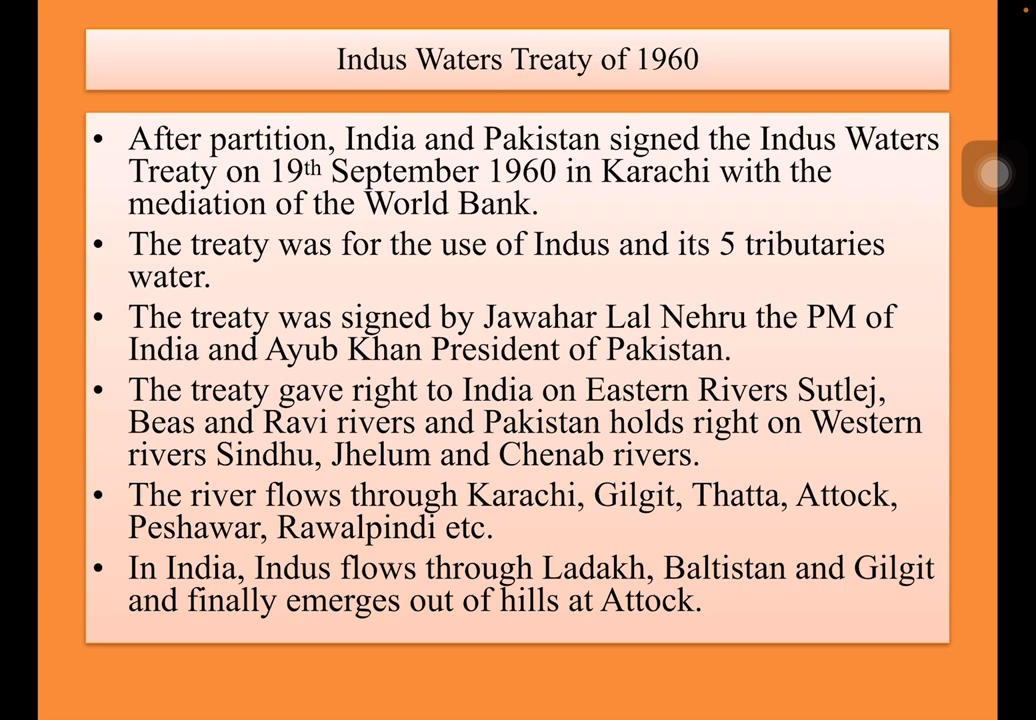 Indus Waters Treaty of 1960
• After partition, India and Pakistan signed the Indus Waters
Treaty on 19th September 1960 in Karachi with the
mediation of the World Bank.
• The treaty was for the use of Indus and its 5 tributaries
water.
• The treaty was signed by Jawahar Lal Nehru the PM of
India and Ayub Khan President of Pakistan.
• The treaty gave right to India on Eastern Rivers Sutlej,
Beas and Ravi rivers and Pakistan holds right on Western
rivers Sindhu, Jhelum and Chenab rivers.
• The river flows through Karachi, Gilgit, Thatta, Attock,
Peshawar, Rawalpindi etc.
• In India, Indus flows through Ladakh, Baltistan and Gilgit
and finally emerges out of hills at Attock.